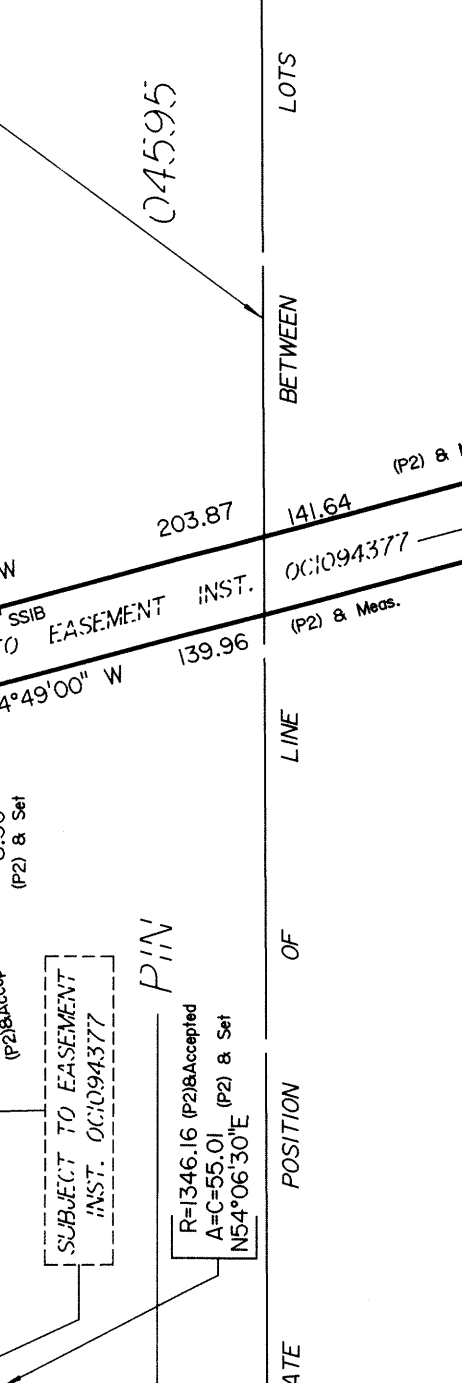 LOTS
04595
BETWEEN
(P2) &
203.87
141.64
W
SSIB
TO EASEMENT INST. OC1094377
(P2) & Meas.
139.96
4°49'00" W
LINE
(P2) & Set
PIN
OF
(P2)&Accep
SUBJECT TO EASEMENT
INST. OC1094377
R=1346.16 (P2)&Accepted
A=C=55.01 (P2) & Set
N54°06'30"E
POSITION
ATE